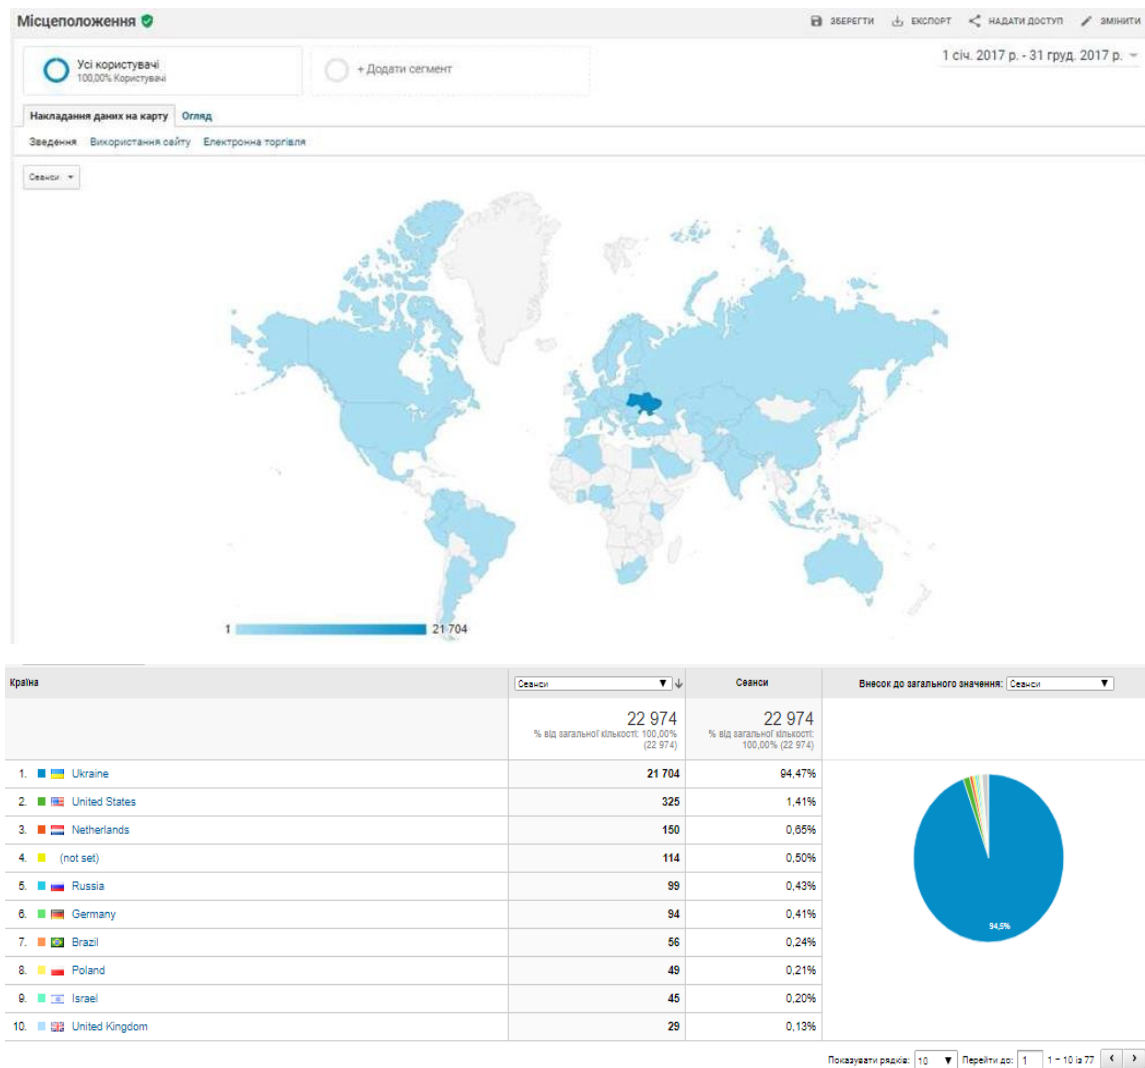 Місцеположення
ЗБЕРЕГТИ ЕКСПОРТ НАДАТИ ДОСТУП ЗМІНИТИ
Усі користувачі
100,00% Користувачі
+ Додати сегмент
1 січ. 2017 р. - 31 груд. 2017 р.
Накладання даних на карту Огляд
Зведення Використання сайту Електронна торгівля
Сеанси
1 21 704
Країна Сеанси Сеанси Внесок до загального значення: Сеанси
22 974 22 974
% від загальної кількості: 100,00% % від загальної кількості:
(22 974) 100,00% (22 974)
1. Ukraine 21 704 94,47%
2. United States 325 1,41%
3. Netherlands 150 0,65%
4. (not set) 114 0,50%
5. Russia 99 0,43%
6. Germany 94 0,41%
7. Brazil 56 0,24%
8. Poland 49 0,21%
9. Israel 45 0,20%
10. United Kingdom 29 0,13%
94,5%
Показувати рядків: 10 Перейти до: 1 1 – 10 із 77